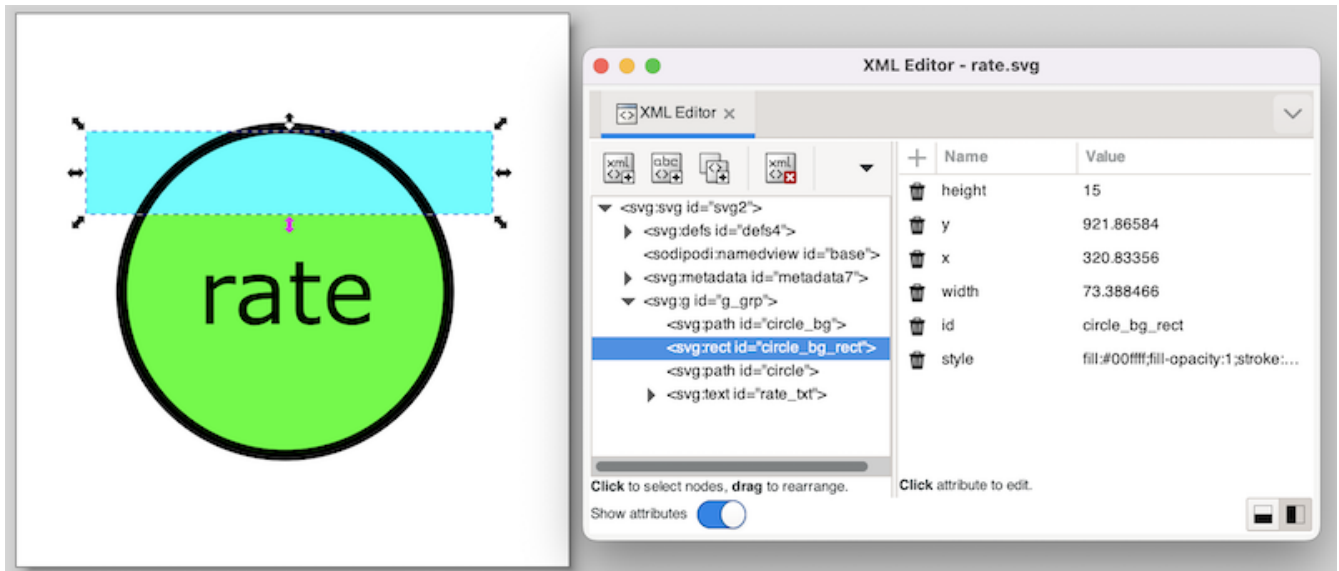 rate
XML Editor - rate.svg
XML Editor
xml
abc
xml
<svg:svg id="svg2">
<svg:defs id="defs4">
<sodipodi:namedview id="base">
<svg:metadata id="metadata7">
<svg:g id="g_grp">
<svg:path id="circle_bg">
<svg:rect id="circle_bg_rect">
<svg:path id="circle">
<svg:text id="rate_txt">
Click to select nodes, drag to rearrange.
Show attributes
Name Value
height 15
y 921.86584
x 320.83356
width 73.388466
id circle_bg_rect
style fill:#00ffff;fill-opacity:1;stroke:...
Click attribute to edit.